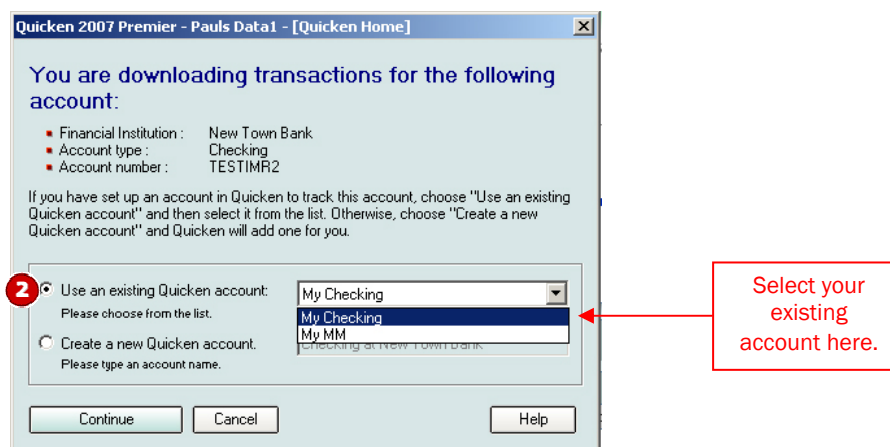 Quicken 2007 Premier - Pauls Data1 - [Quicken Home]
You are downloading transactions for the following
account:
Financial Institution : New Town Bank
Account type : Checking
Account number : TESTIMR2
If you have set up an account in Quicken to track this account, choose "Use an existing
Quicken account" and then select it from the list. Otherwise, choose "Create a new
Quicken account" and Quicken will add one for you.
2 Use an existing Quicken account: My Checking
Please choose from the list.
My Checking
My MM
Create a new Quicken account. Checking at New Town Bank
Please type an account name.
Continue Cancel Help
Select your
existing
account here.